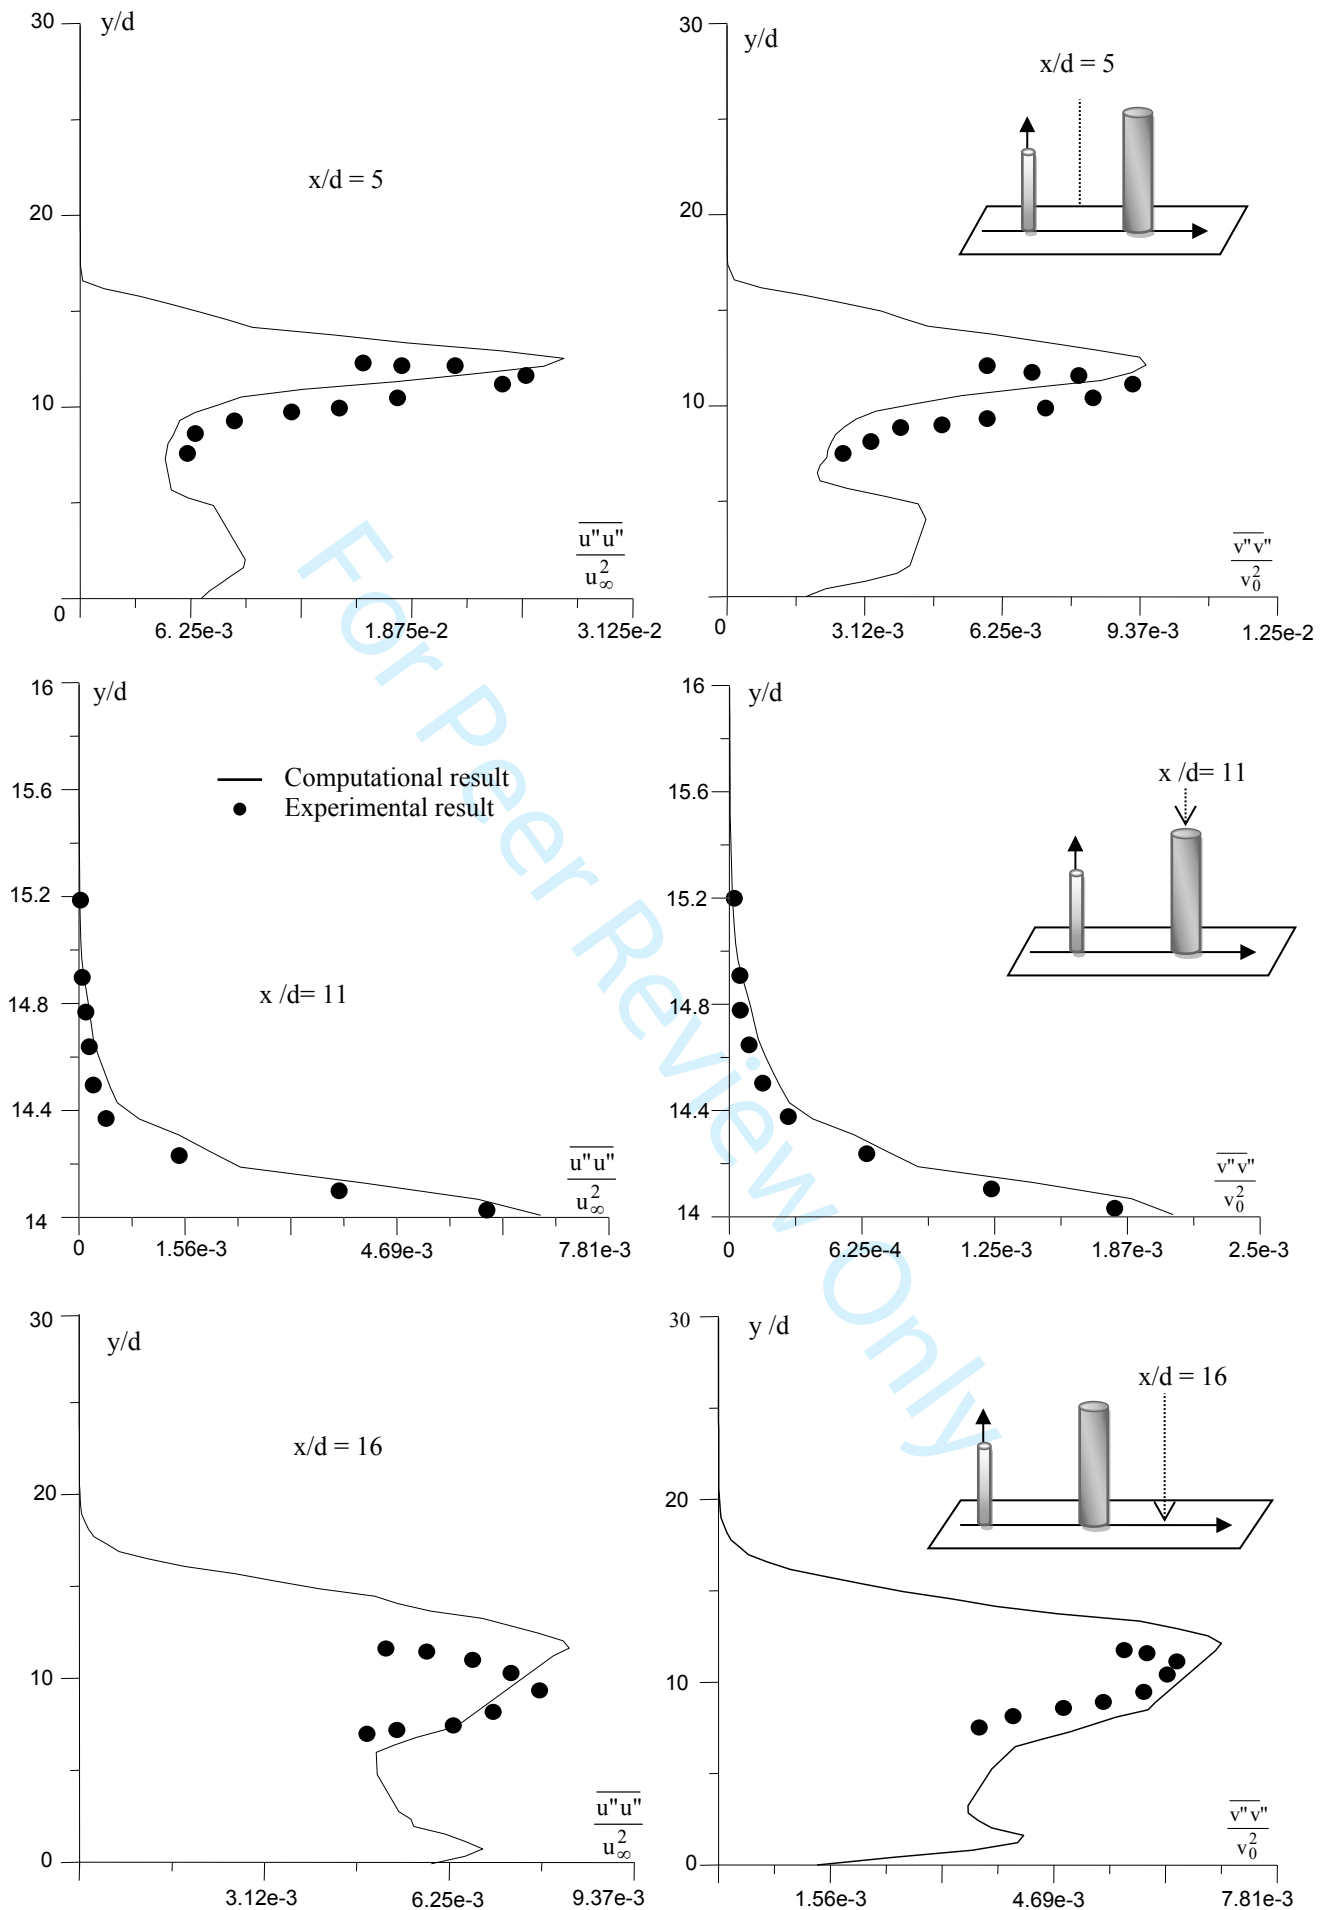 30
y/d
x/d = 5
20
10
0
6. 25e-3
1.875e-2
3.125e-2
u"u"
u∞²
30
y/d
x/d = 5
20
10
0
3.12e-3
6.25e-3
9.37e-3
1.25e-2
v"v"
v₀²
16
y/d
15.6
Computational result
Experimental result
15.2
14.8
x /d= 11
14.4
14
0
1.56e-3
4.69e-3
7.81e-3
u"u"
u∞²
16
y/d
15.6
x /d= 11
15.2
14.8
14.4
14
0
6.25e-4
1.25e-3
1.87e-3
2.5e-3
v"v"
v₀²
30
y/d
x/d = 16
20
10
0
3.12e-3
6.25e-3
9.37e-3
u"u"
u∞²
30
y /d
x/d = 16
20
10
0
1.56e-3
4.69e-3
7.81e-3
v"v"
v₀²
For Peer Review Only